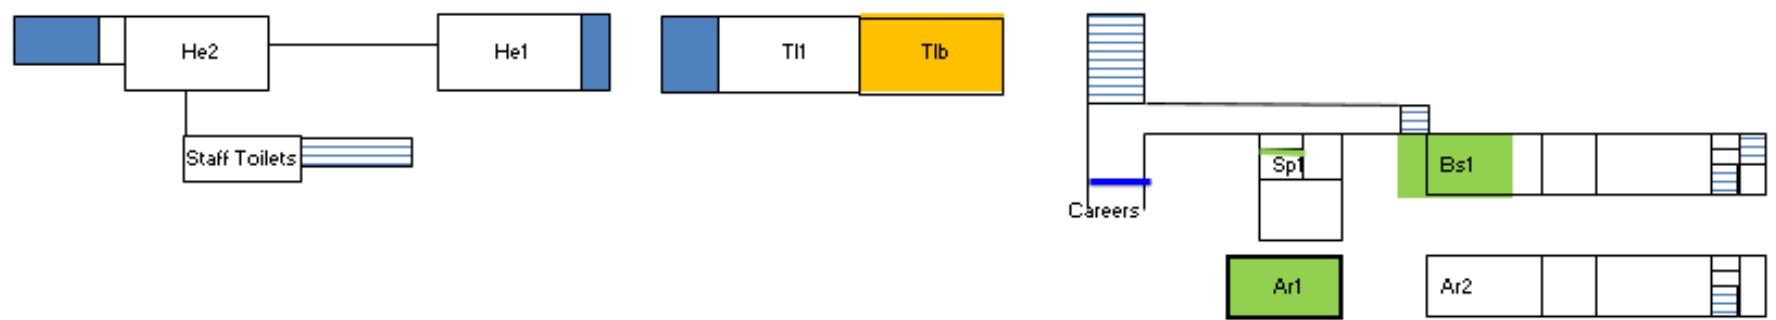 He2
He1
Tl1
Tlb
Staff Toilets
Sp1
Bs1
Careers
Ar1
Ar2